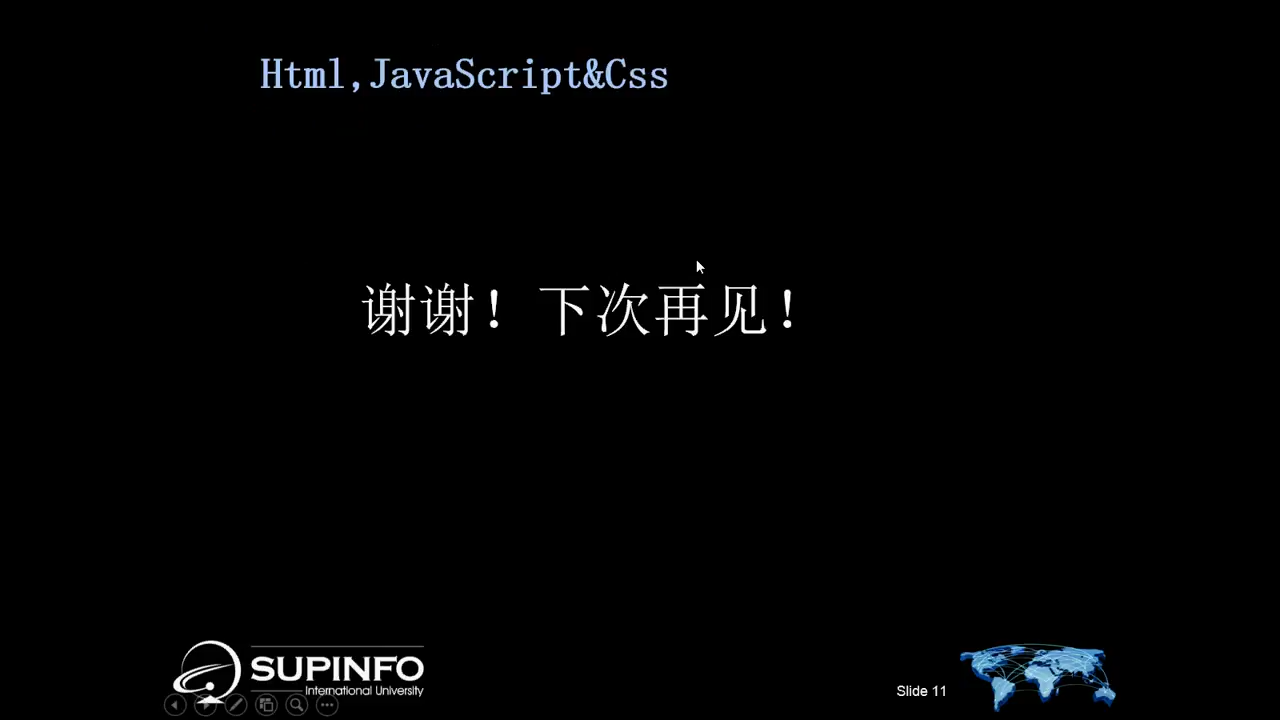 Html,JavaScript&Css
谢谢！下次再见！
SUPINFO
International University
Slide 11